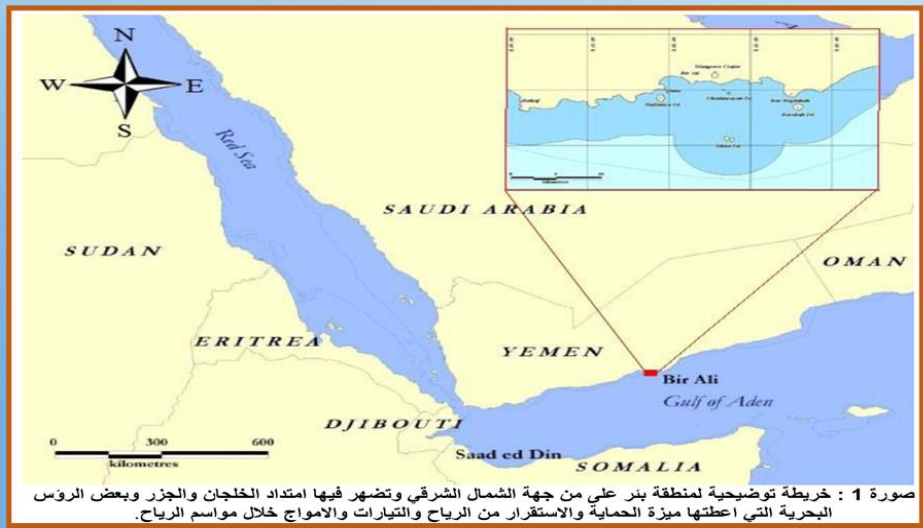 N
W E
S
Red Sea
SAUDI ARABIA
SUDAN
OMAN
ERITREA
YEMEN
Bir Ali
Gulf of Aden
DJIBOUTI
Saad ed Din
SOMALIA
0 300 600
kilometres
kilometres
صورة 1 : خريطة توضيحية لمنطقة بئر على من جهة الشمال الشرقي وتضهر فيها امتداد الخلجان والجزر وبعض الرؤس
البحرية التي اعطتها ميزة الحماية والاستقرار من الرياح والتيارات والامواج خلال مواسم الرياح.